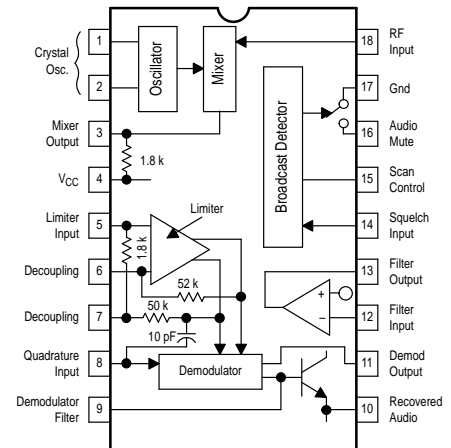 1
Crystal
Osc.
2
Oscillator
Mixer
18
RF
Input
17
Gnd
Mixer
Output
3
1.8 k
16
Audio
Mute
Broadcast Detector
VCC
4
15
Scan
Control
Limiter
Input
5
Limiter
1.8 k
14
Squelch
Input
Decoupling
6
52 k
13
Filter
Output
+
–
Decoupling
7
50 k
10 pF
12
Filter
Input
Quadrature
Input
8
Demodulator
11
Demod
Output
Demodulator
Filter
9
10
Recovered
Audio